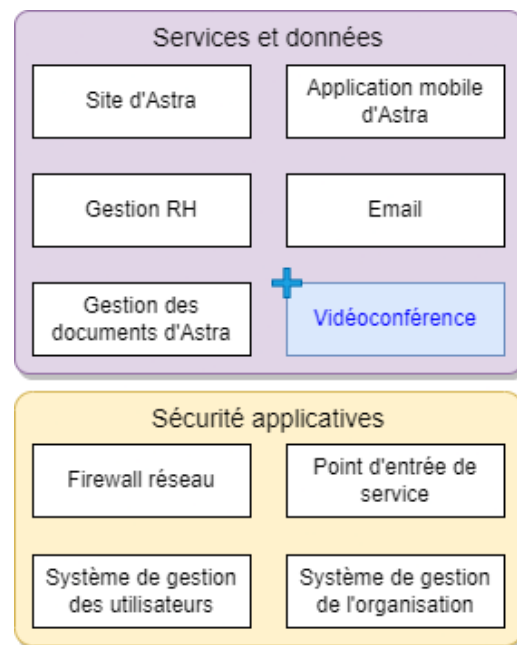 Services et données
Site d'Astra
Application mobile
d'Astra
Gestion RH
Email
Gestion des
documents d'Astra
Vidéoconférence
Sécurité applicatives
Firewall réseau
Point d'entrée de
service
Système de gestion
des utilisateurs
Système de gestion
de l'organisation